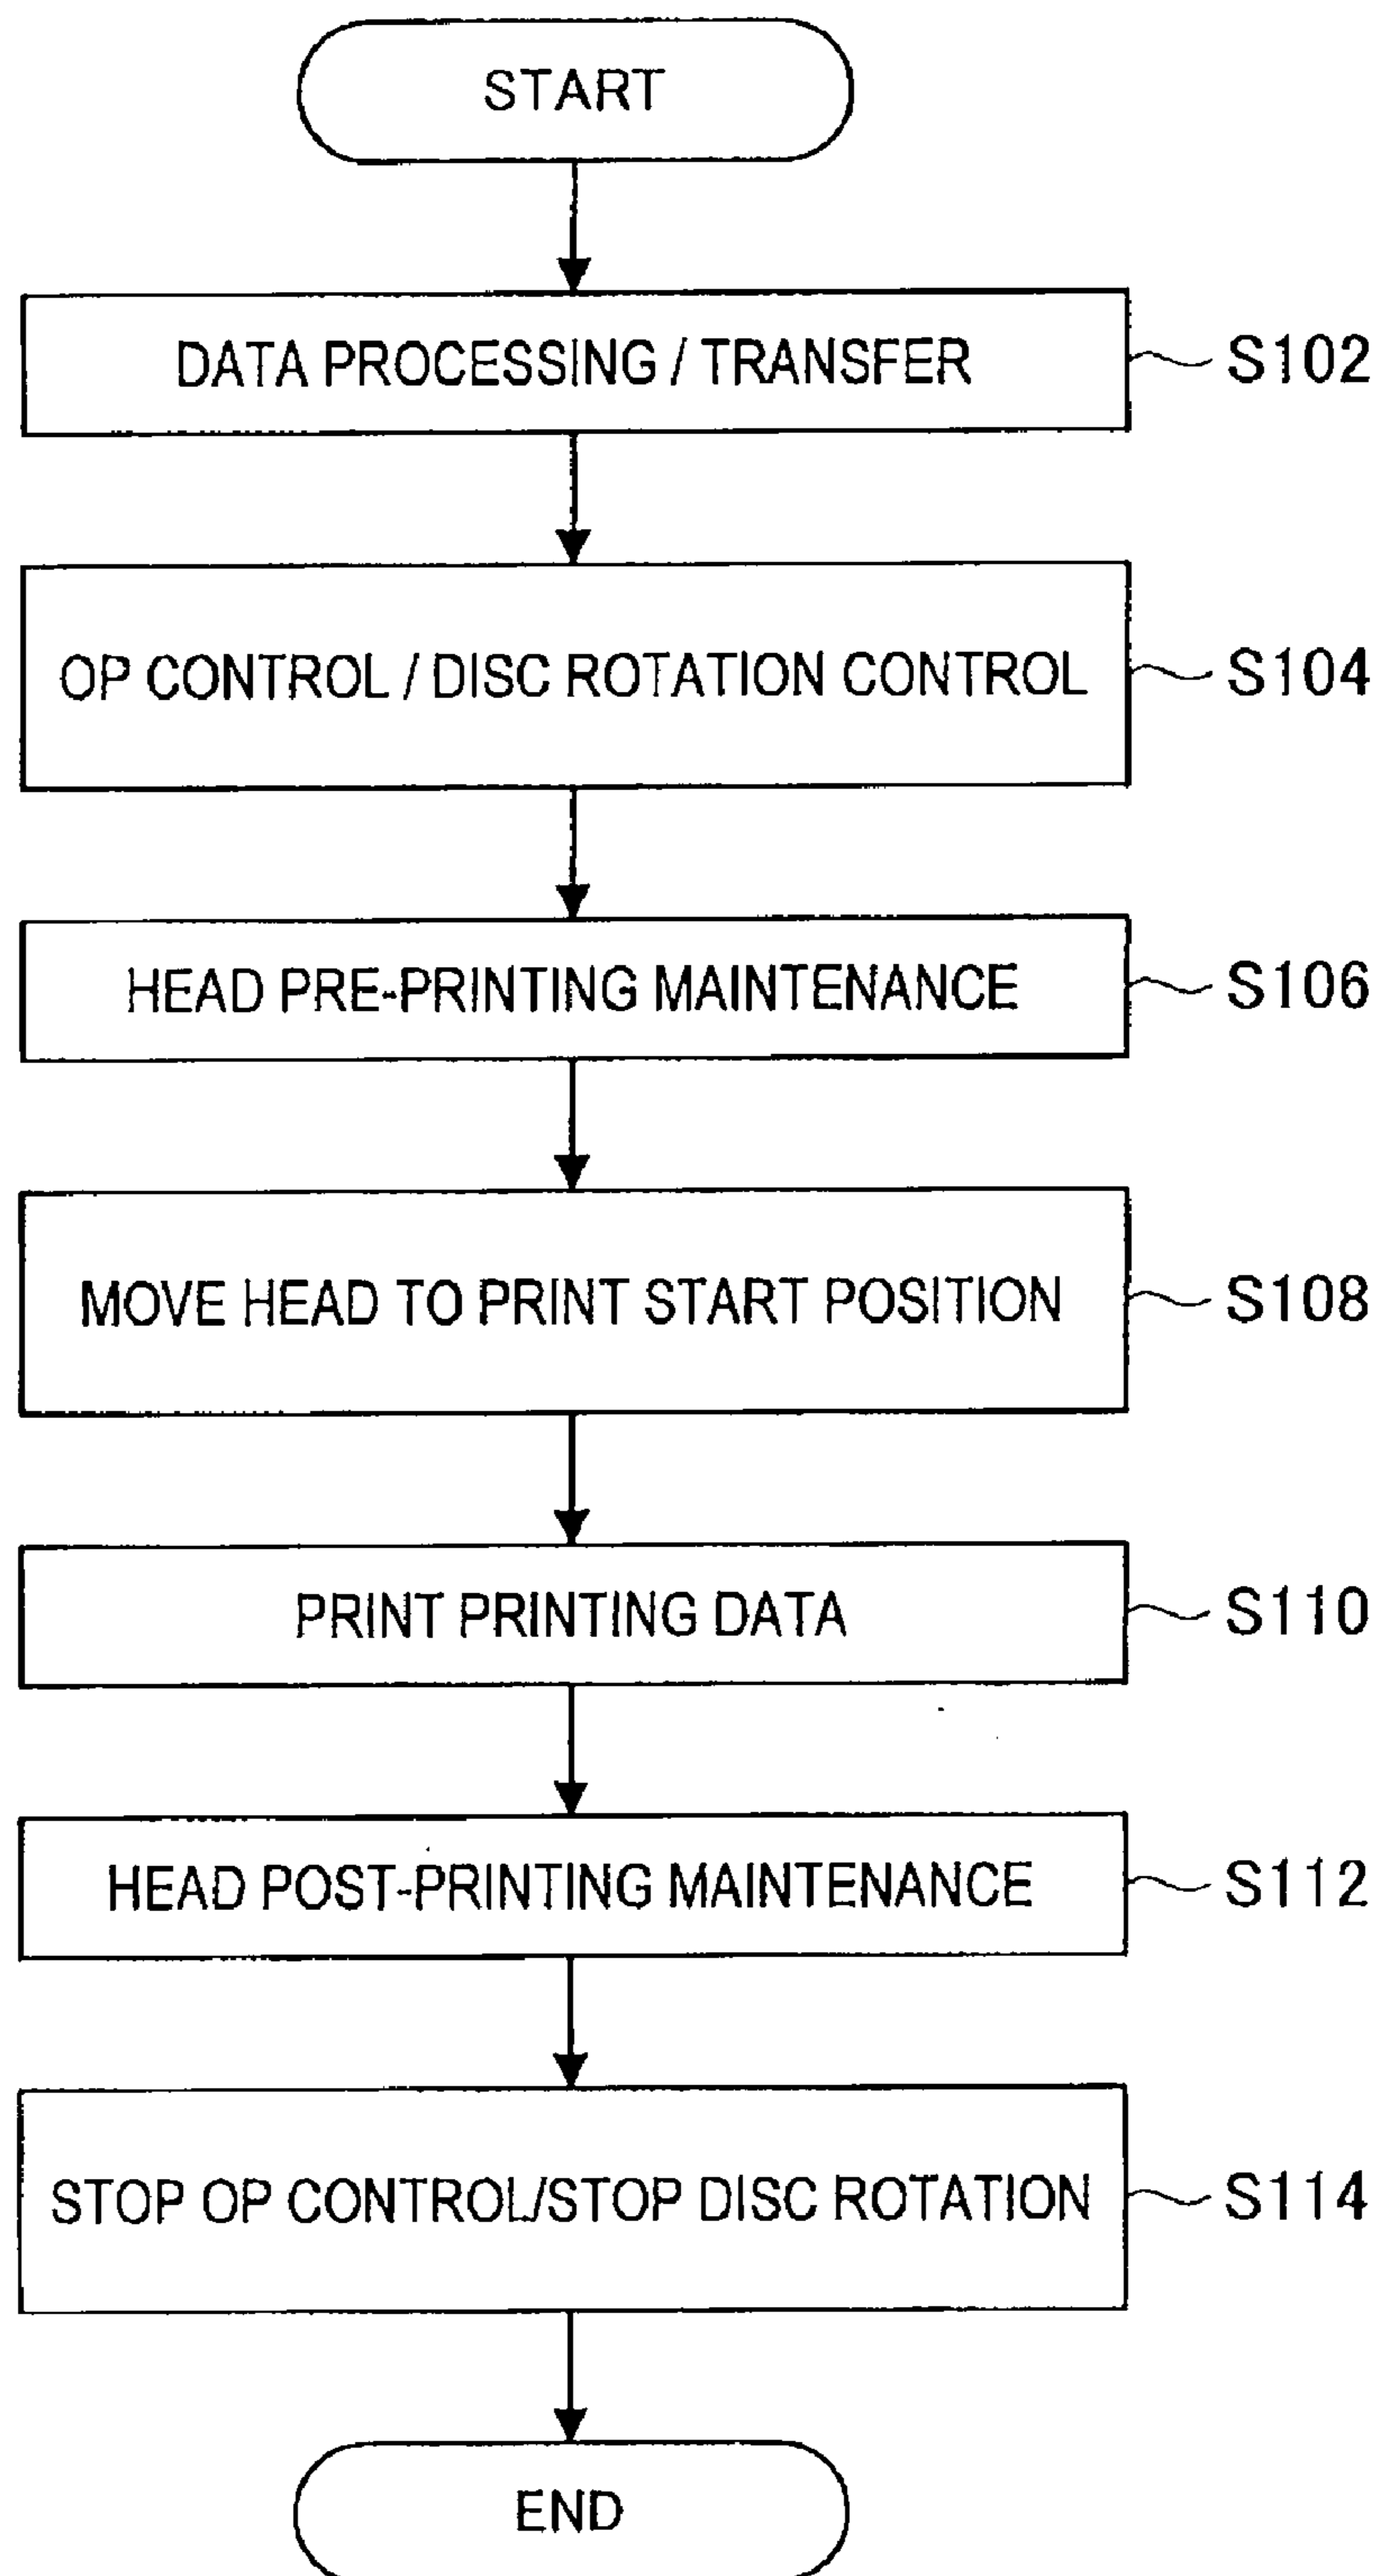 START
DATA PROCESSING / TRANSFER
S102
OP CONTROL / DISC ROTATION CONTROL
S104
HEAD PRE-PRINTING MAINTENANCE
S106
MOVE HEAD TO PRINT START POSITION
S108
PRINT PRINTING DATA
S110
HEAD POST-PRINTING MAINTENANCE
S112
STOP OP CONTROL/STOP DISC ROTATION
S114
END